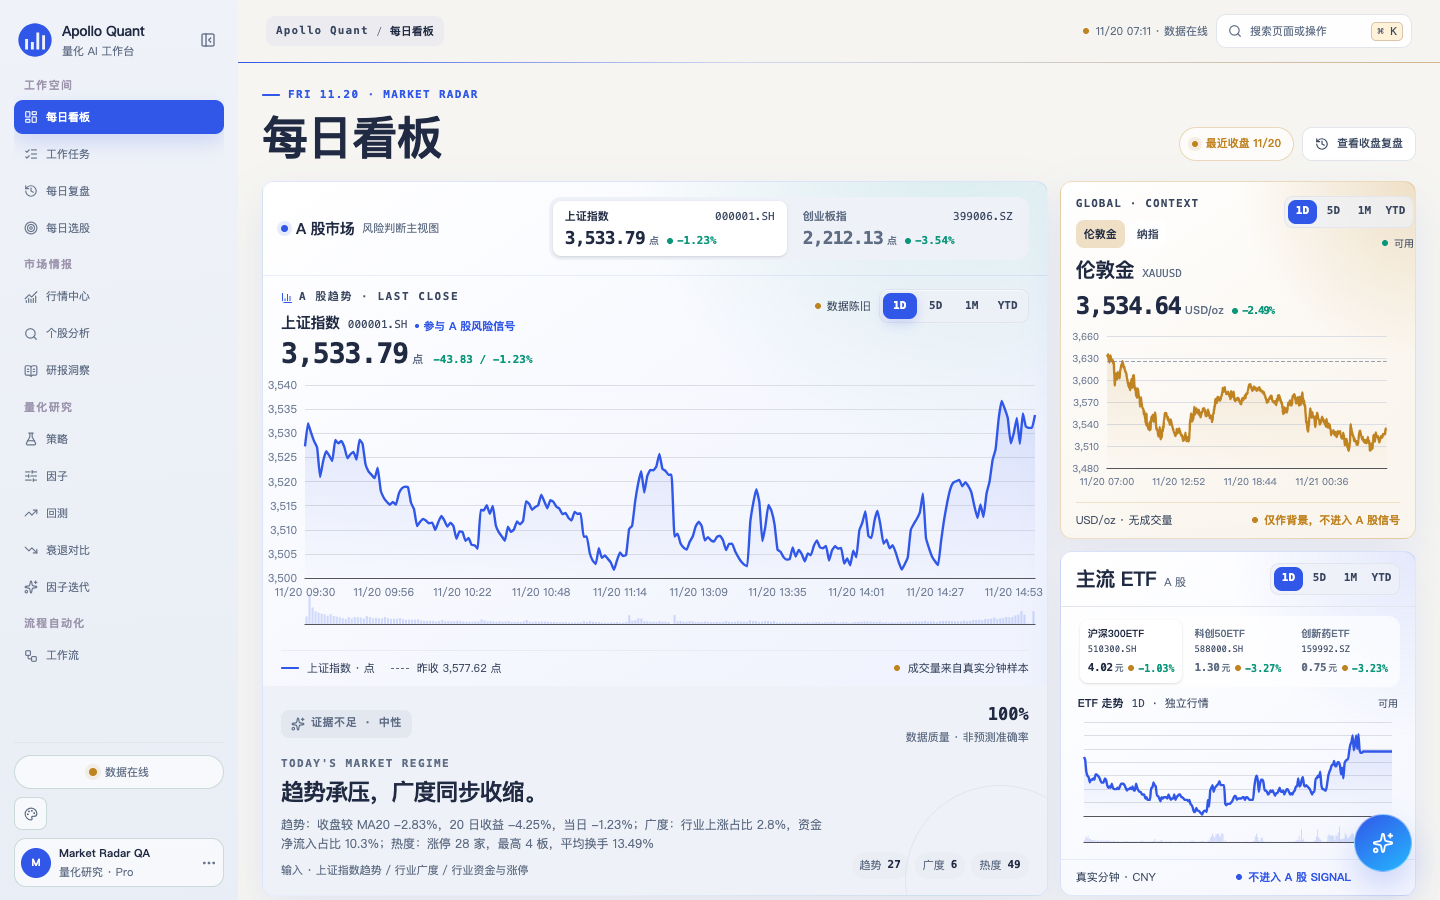 Apollo Quant
量化 AI 工作台
工作空间
每日看板
工作任务
每日复盘
每日选股
市场情报
行情中心
个股分析
研报洞察
量化研究
策略
因子
回测
衰退对比
因子迭代
流程自动化
工作流
数据在线
M
Market Radar QA
量化研究 · Pro
Apollo Quant / 每日看板
11/20 07:11 · 数据在线
搜索页面或操作
⌘ K
FRI 11.20 · MARKET RADAR
每日看板
最近收盘 11/20
查看收盘复盘
A 股市场 风险判断主视图
上证指数 000001.SH
3,533.79 点 −1.23%
创业板指 399006.SZ
2,212.13 点 −3.54%
A 股趋势 · LAST CLOSE
数据陈旧
1D 5D 1M YTD
上证指数 000001.SH 参与 A 股风险信号
3,533.79 点 −43.83 / −1.23%
3,540
3,535
3,530
3,525
3,520
3,515
3,510
3,505
3,500
11/20 09:30 11/20 09:56 11/20 10:22 11/20 10:48 11/20 11:14 11/20 13:09 11/20 13:35 11/20 14:01 11/20 14:27 11/20 14:53
上证指数 · 点 昨收 3,577.62 点
成交量来自真实分钟样本
证据不足 · 中性
100%
数据质量 · 非预测准确率
TODAY'S MARKET REGIME
趋势承压，广度同步收缩。
趋势：收盘较 MA20 −2.83%，20 日收益 −4.25%，当日 −1.23%；广度：行业上涨占比 2.8%，资金
净流入占比 10.3%；热度：涨停 28 家，最高 4 板，平均换手 13.49%
输入 · 上证指数趋势 / 行业广度 / 行业资金与涨停
趋势 27 广度 6 热度 49
GLOBAL · CONTEXT
1D 5D 1M YTD
伦敦金 纳指
可用
伦敦金 XAUUSD
3,534.64 USD/oz −2.49%
3,660
3,630
3,600
3,570
3,540
3,510
3,480
11/20 07:00 11/20 12:52 11/20 18:44 11/21 00:36
USD/oz · 无成交量
仅作背景，不进入 A 股信号
主流 ETF A 股
1D 5D 1M YTD
沪深300ETF
510300.SH
4.02 元 −1.03%
科创50ETF
588000.SH
1.30 元 −3.27%
创新药ETF
159992.SZ
0.75 元 −3.23%
ETF 走势 1D · 独立行情
可用
真实分钟 · CNY
不进入 A 股 SIGNAL